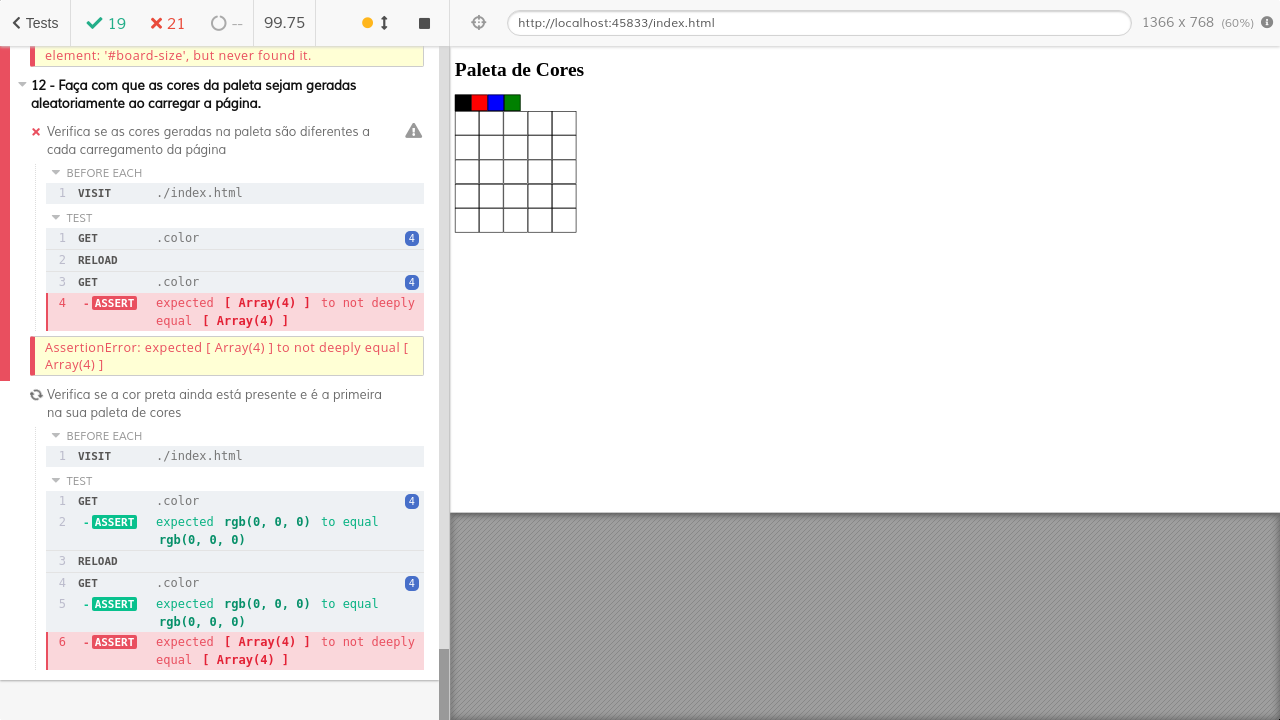 Tests 19 21 -- 99.75
http://localhost:45833/index.html 1366 x 768 (60%)
element: '#board-size', but never found it.
12 - Faça com que as cores da paleta sejam geradas
aleatoriamente ao carregar a página.
Verifica se as cores geradas na paleta são diferentes a
cada carregamento da página
BEFORE EACH
1 VISIT ./index.html
TEST
1 GET .color 4
2 RELOAD
3 GET .color 4
4 -ASSERT expected [ Array(4) ] to not deeply
equal [ Array(4) ]
AssertionError: expected [ Array(4) ] to not deeply equal [
Array(4) ]
Verifica se a cor preta ainda está presente e é a primeira
na sua paleta de cores
BEFORE EACH
1 VISIT ./index.html
TEST
1 GET .color 4
2 -ASSERT expected rgb(0, 0, 0) to equal
rgb(0, 0, 0)
3 RELOAD
4 GET .color 4
5 -ASSERT expected rgb(0, 0, 0) to equal
rgb(0, 0, 0)
6 -ASSERT expected [ Array(4) ] to not deeply
equal [ Array(4) ]
Paleta de Cores